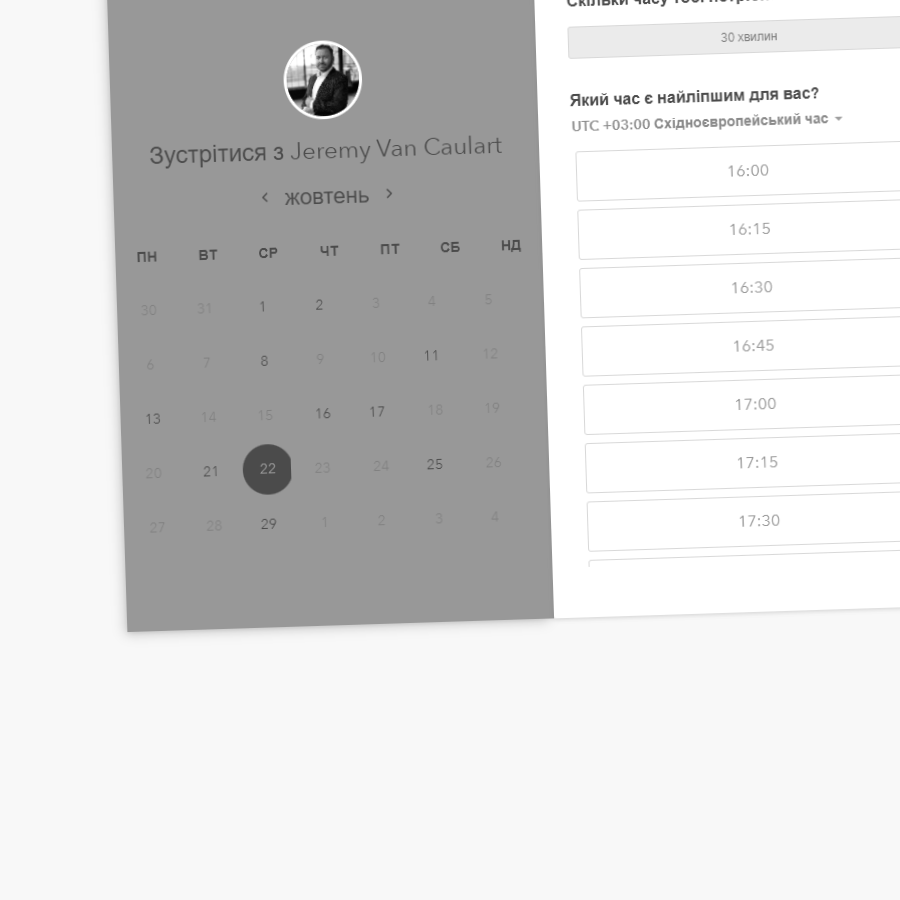 Зустрітися з Jeremy Van Caulart
< жовтень >
ПН ВТ СР ЧТ ПТ СБ НД
30 31 1 2 3 4 5
6 7 8 9 10 11 12
13 14 15 16 17 18 19
20 21 22 23 24 25 26
27 28 29 1 2 3 4
Скільки часу тобі
30 хвилин
Який час є найліпшим для вас?
UTC +03:00 Східноєвропейський час
16:00
16:15
16:30
16:45
17:00
17:15
17:30